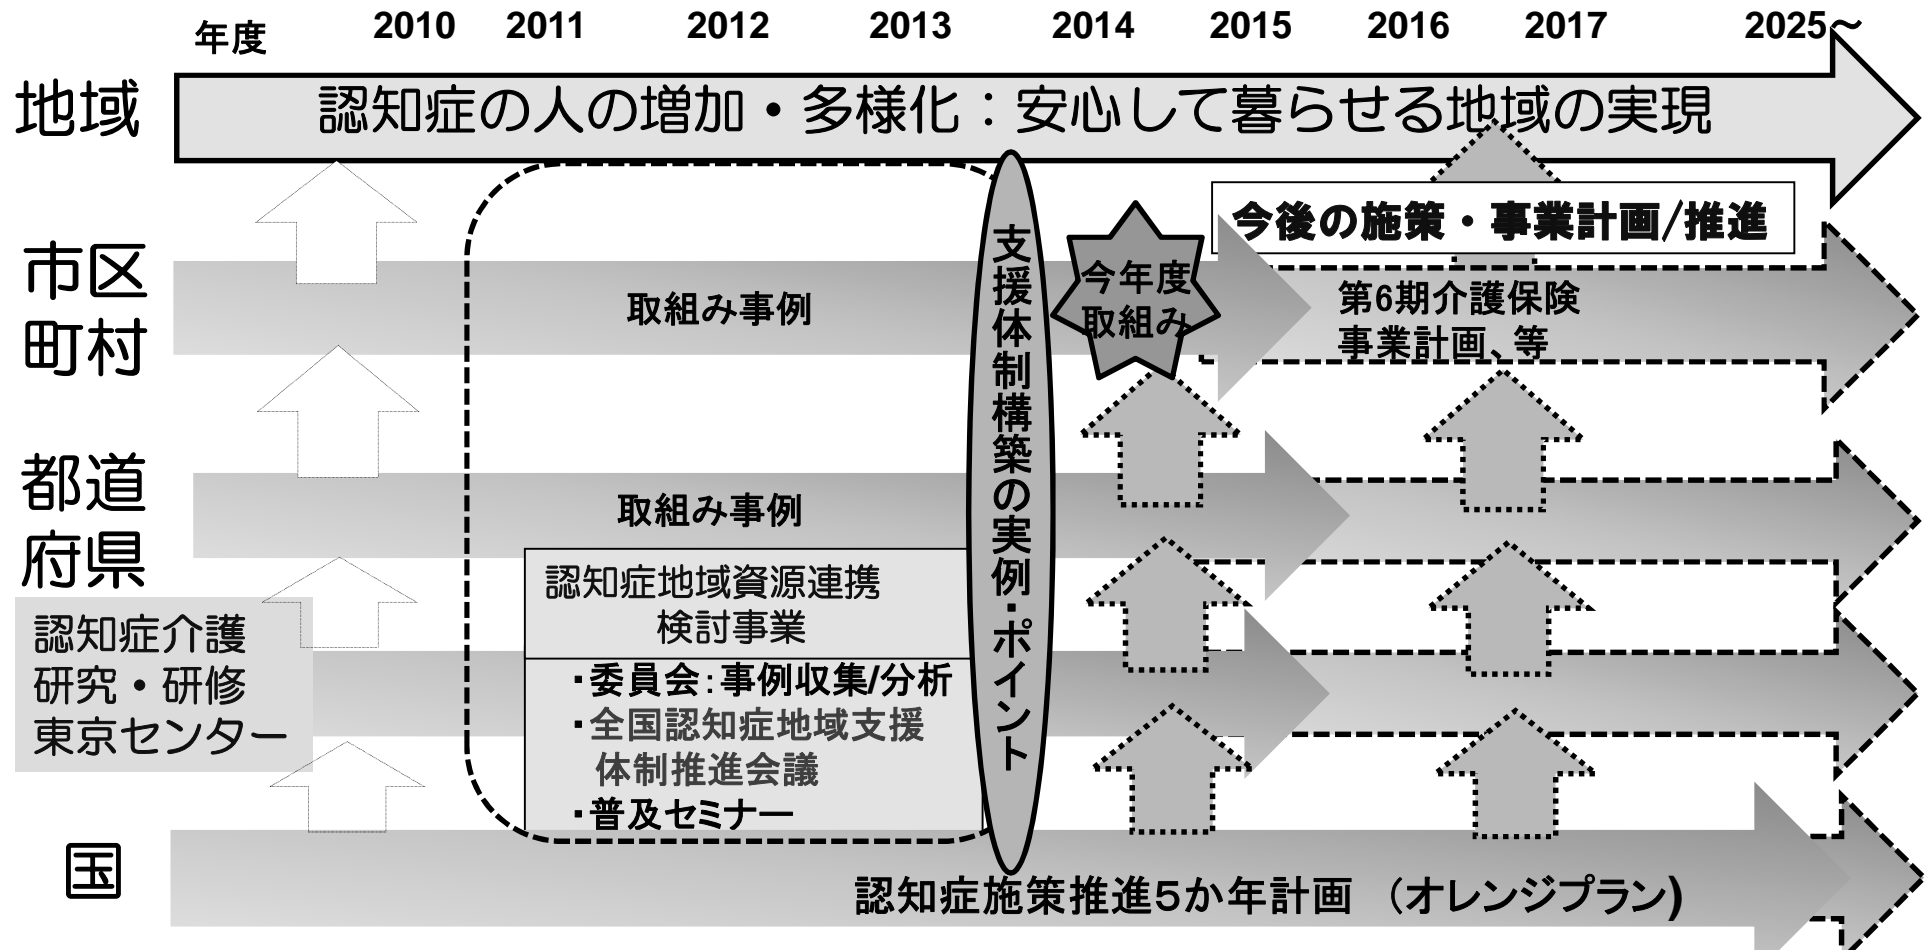 年度 2010 2011 2012 2013 2014 2015 2016 2017 2025～
地域
認知症の人の増加・多様化：安心して暮らせる地域の実現
今後の施策・事業計画/推進
市区
町村
取組み事例
今年度
取組み
第6期介護保険
事業計画、等
支援体制構築の実例・ポイント
都道
府県
取組み事例
認知症地域資源連携
検討事業
認知症介護
研究・研修
東京センター
・委員会：事例収集/分析
・全国認知症地域支援
体制推進会議
・普及セミナー
国
認知症施策推進5か年計画 （オレンジプラン)